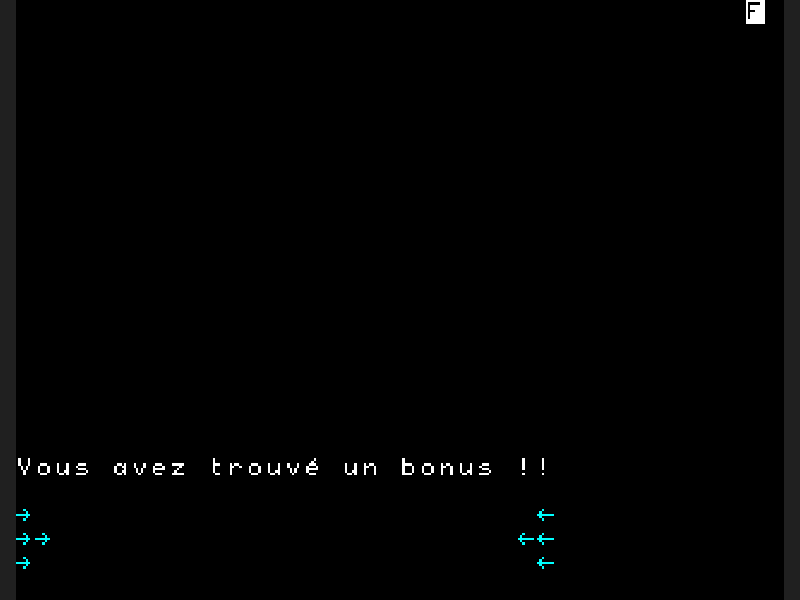 F
Vous avez trouvé un bonus !!
→ ←
→→ ←←
→ ←